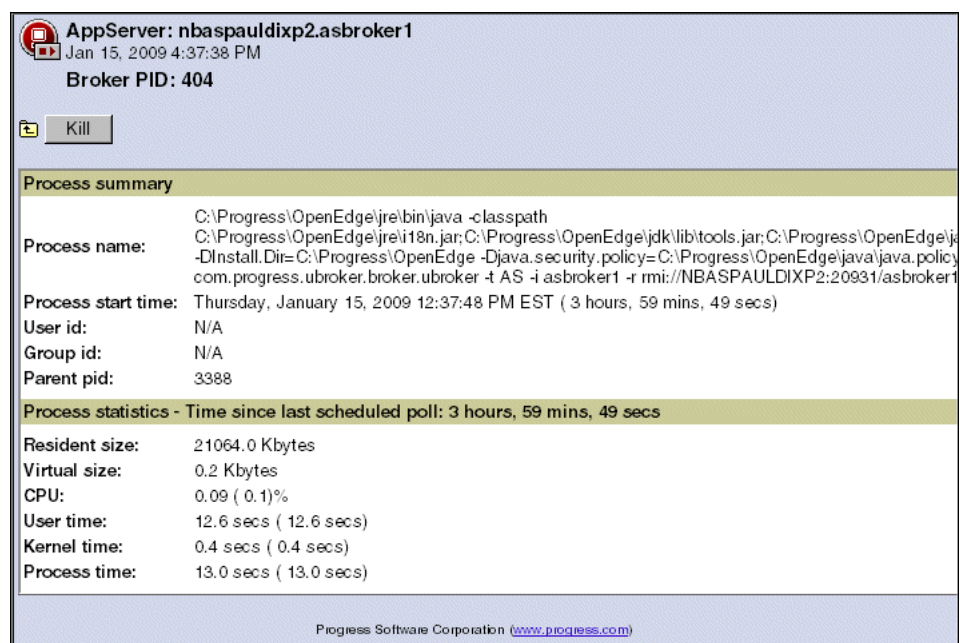 AppServer: nbaspauldixp2.asbroker1
Jan 15, 2009 4:37:38 PM
Broker PID: 404
Kill
Process summary
Process name: C:\Progress\OpenEdge\jre\bin\java -classpath
C:\Progress\OpenEdge\jre\i18n.jar;C:\Progress\OpenEdge\jdk\lib\tools.jar;C:\Progress\OpenEdge\ja
-DInstall.Dir=C:\Progress\OpenEdge -Djava.security.policy=C:\Progress\OpenEdge\java\java.policy
com.progress.ubroker.broker.ubroker -t AS -i asbroker1 -r rmi://NBASPAULDIXP2:20931/asbroker1
Process start time: Thursday, January 15, 2009 12:37:48 PM EST ( 3 hours, 59 mins, 49 secs)
User id: N/A
Group id: N/A
Parent pid: 3388
Process statistics - Time since last scheduled poll: 3 hours, 59 mins, 49 secs
Resident size: 21064.0 Kbytes
Virtual size: 0.2 Kbytes
CPU: 0.09 ( 0.1)%
User time: 12.6 secs ( 12.6 secs)
Kernel time: 0.4 secs ( 0.4 secs)
Process time: 13.0 secs ( 13.0 secs)
Progress Software Corporation (www.progress.com)